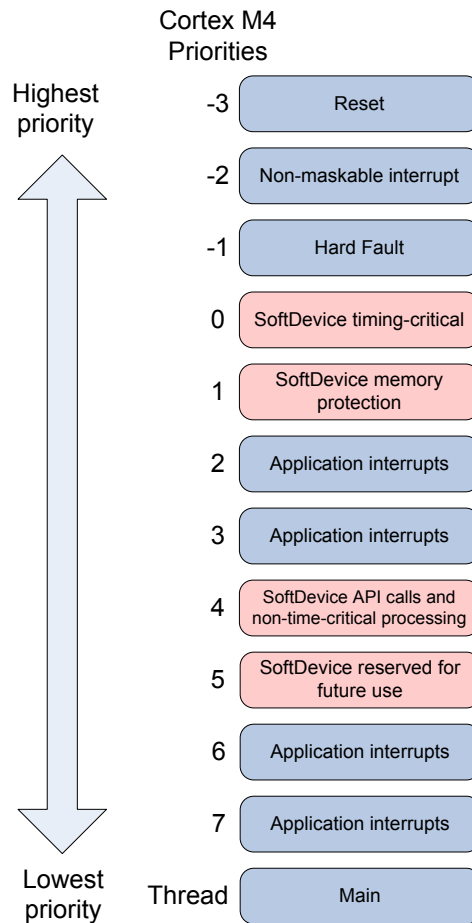 Cortex M4
Priorities
Highest
priority
-3
Reset
-2
Non-maskable interrupt
-1
Hard Fault
0
SoftDevice timing-critical
1
SoftDevice memory
protection
2
Application interrupts
3
Application interrupts
4
SoftDevice API calls and
non-time-critical processing
5
SoftDevice reserved for
future use
6
Application interrupts
7
Application interrupts
Lowest
priority
Thread
Main